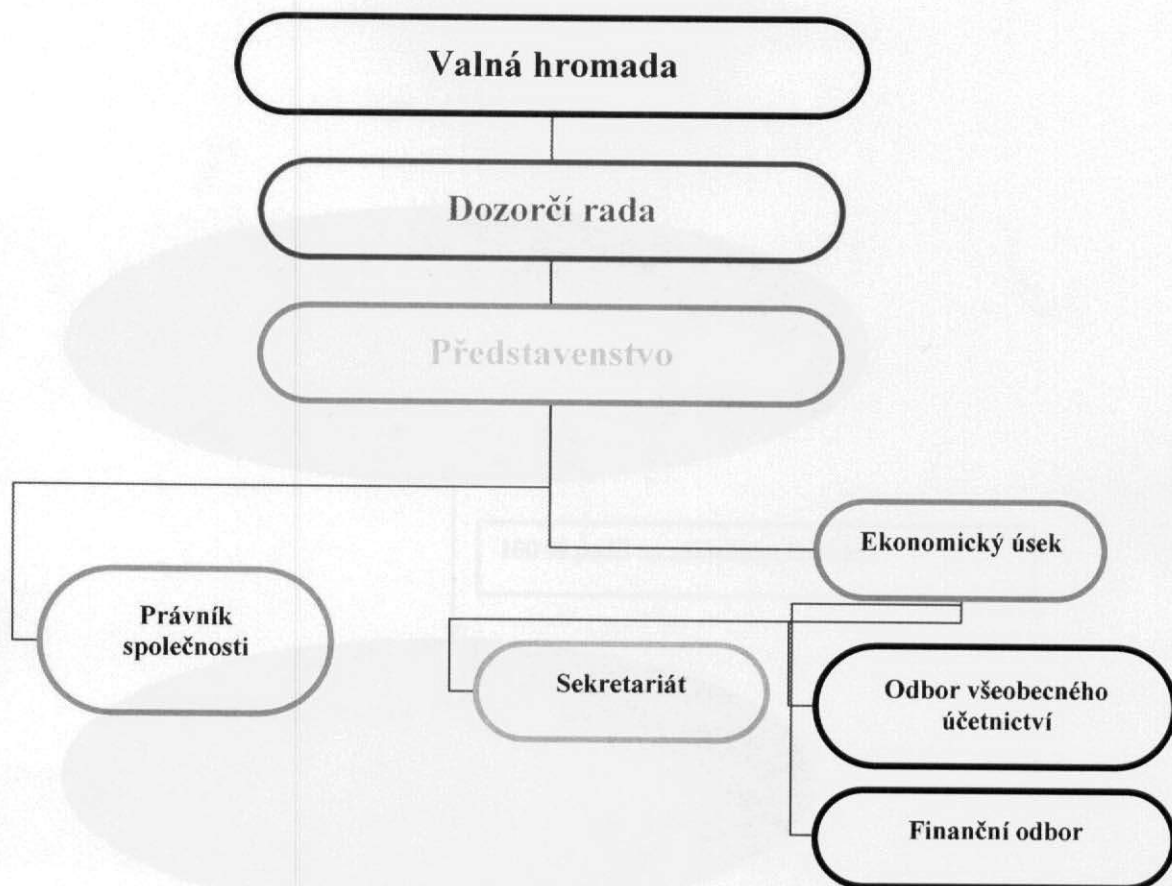 Valná hromada
Dozorčí rada
Představenstvo
Ekonomický úsek
Právník
společnosti
Sekretariát
Odbor všeobecného
účetnictví
Finanční odbor